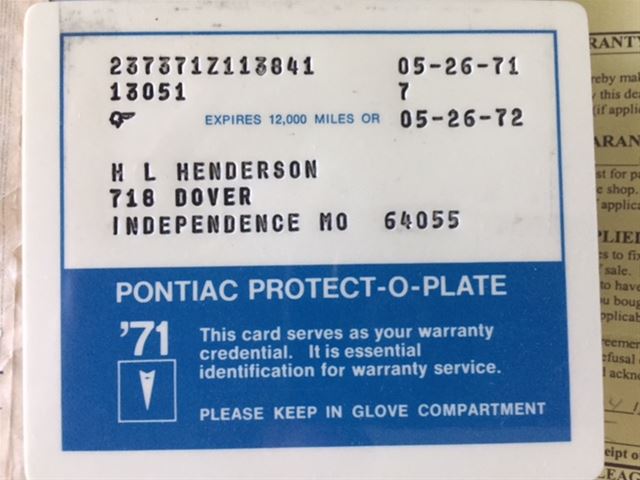 237371Z113841 05-26-71
13051 7
EXPIRES 12,000 MILES OR 05-26-72
H L HENDERSON
718 DOVER
INDEPENDENCE MO 64055
PONTIAC PROTECT-O-PLATE
'71
This card serves as your warranty
credential. It is essential
identification for warranty service.
PLEASE KEEP IN GLOVE COMPARTMENT